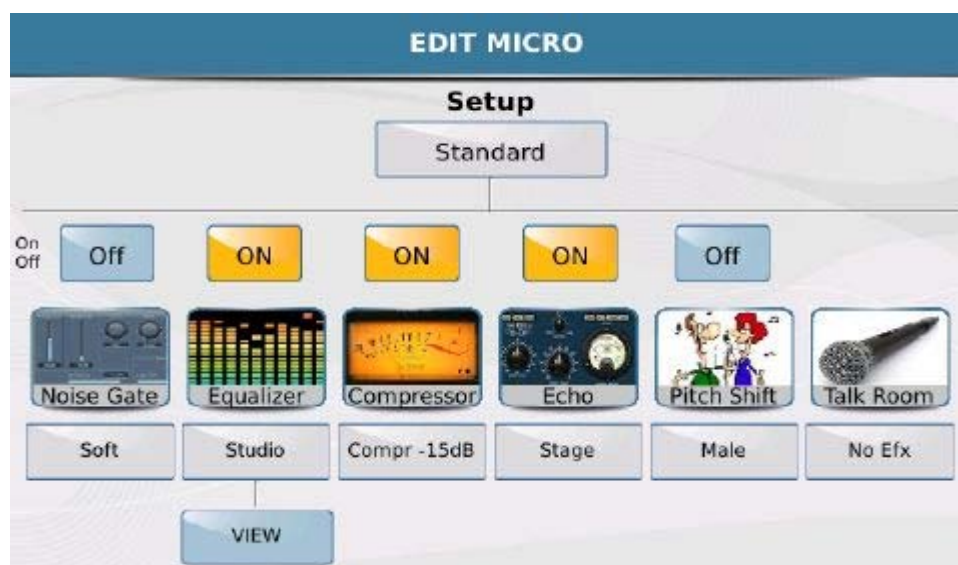 EDIT MICRO
Setup
Standard
On
Off
Off
ON
ON
ON
Off
Noise Gate
Equalizer
Compressor
Echo
Pitch Shift
Talk Room
Soft
Studio
Compr -15dB
Stage
Male
No Efx
VIEW